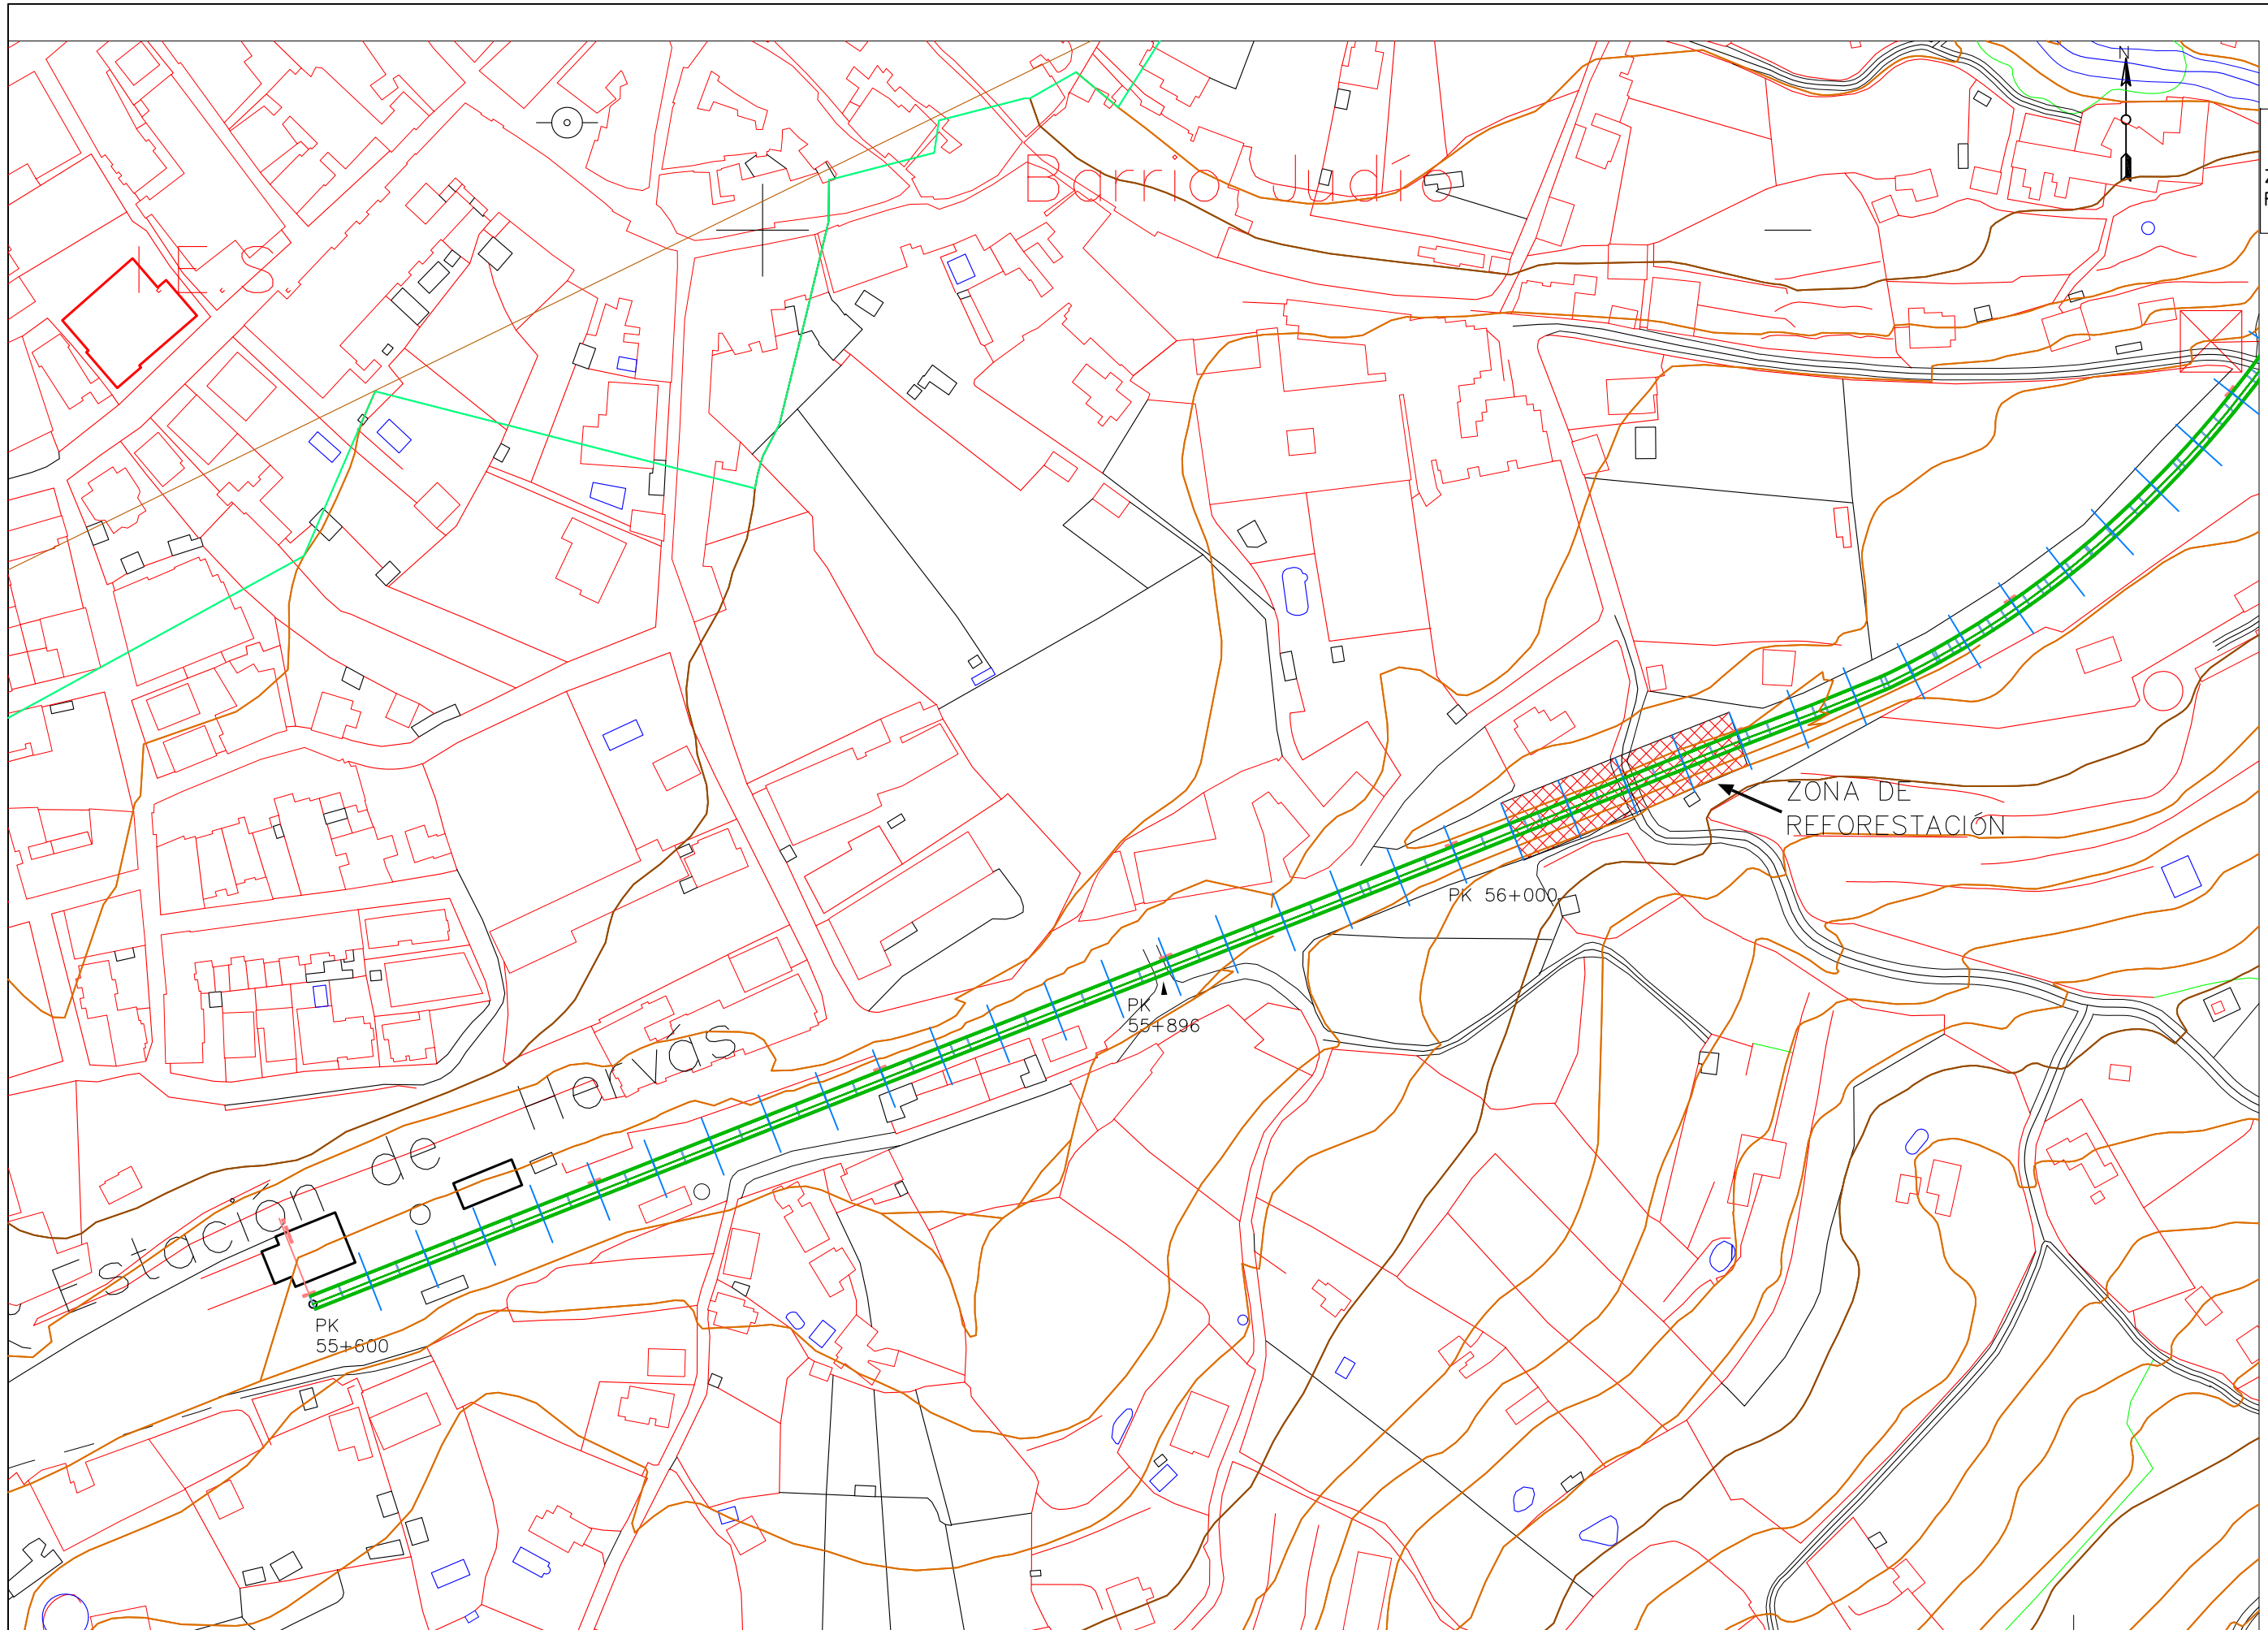 N
Barrio Judío
I.E.S.
ZONA DE
REFORESTACIÓN
PK 56+000
PK
55+896
Estación de Hervás
PK
55+600